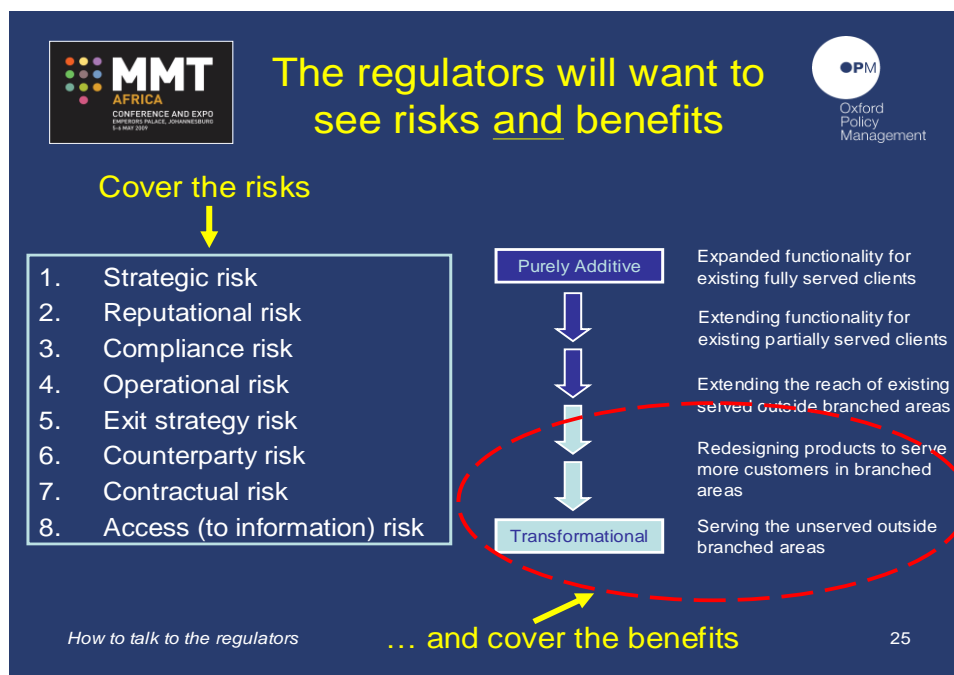 MMT
AFRICA
CONFERENCE AND EXPO
EMPERORS PALACE, JOHANNESBURG
5-6 MAY 2009
The regulators will want to
see risks and benefits
OPM
Oxford
Policy
Management
Cover the risks
1. Strategic risk
2. Reputational risk
3. Compliance risk
4. Operational risk
5. Exit strategy risk
6. Counterparty risk
7. Contractual risk
8. Access (to information) risk
Purely Additive
Expanded functionality for
existing fully served clients
Extending functionality for
existing partially served clients
Extending the reach of existing
served outside branched areas
Redesigning products to serve
more customers in branched
areas
Transformational
Serving the unserved outside
branched areas
How to talk to the regulators
… and cover the benefits
25